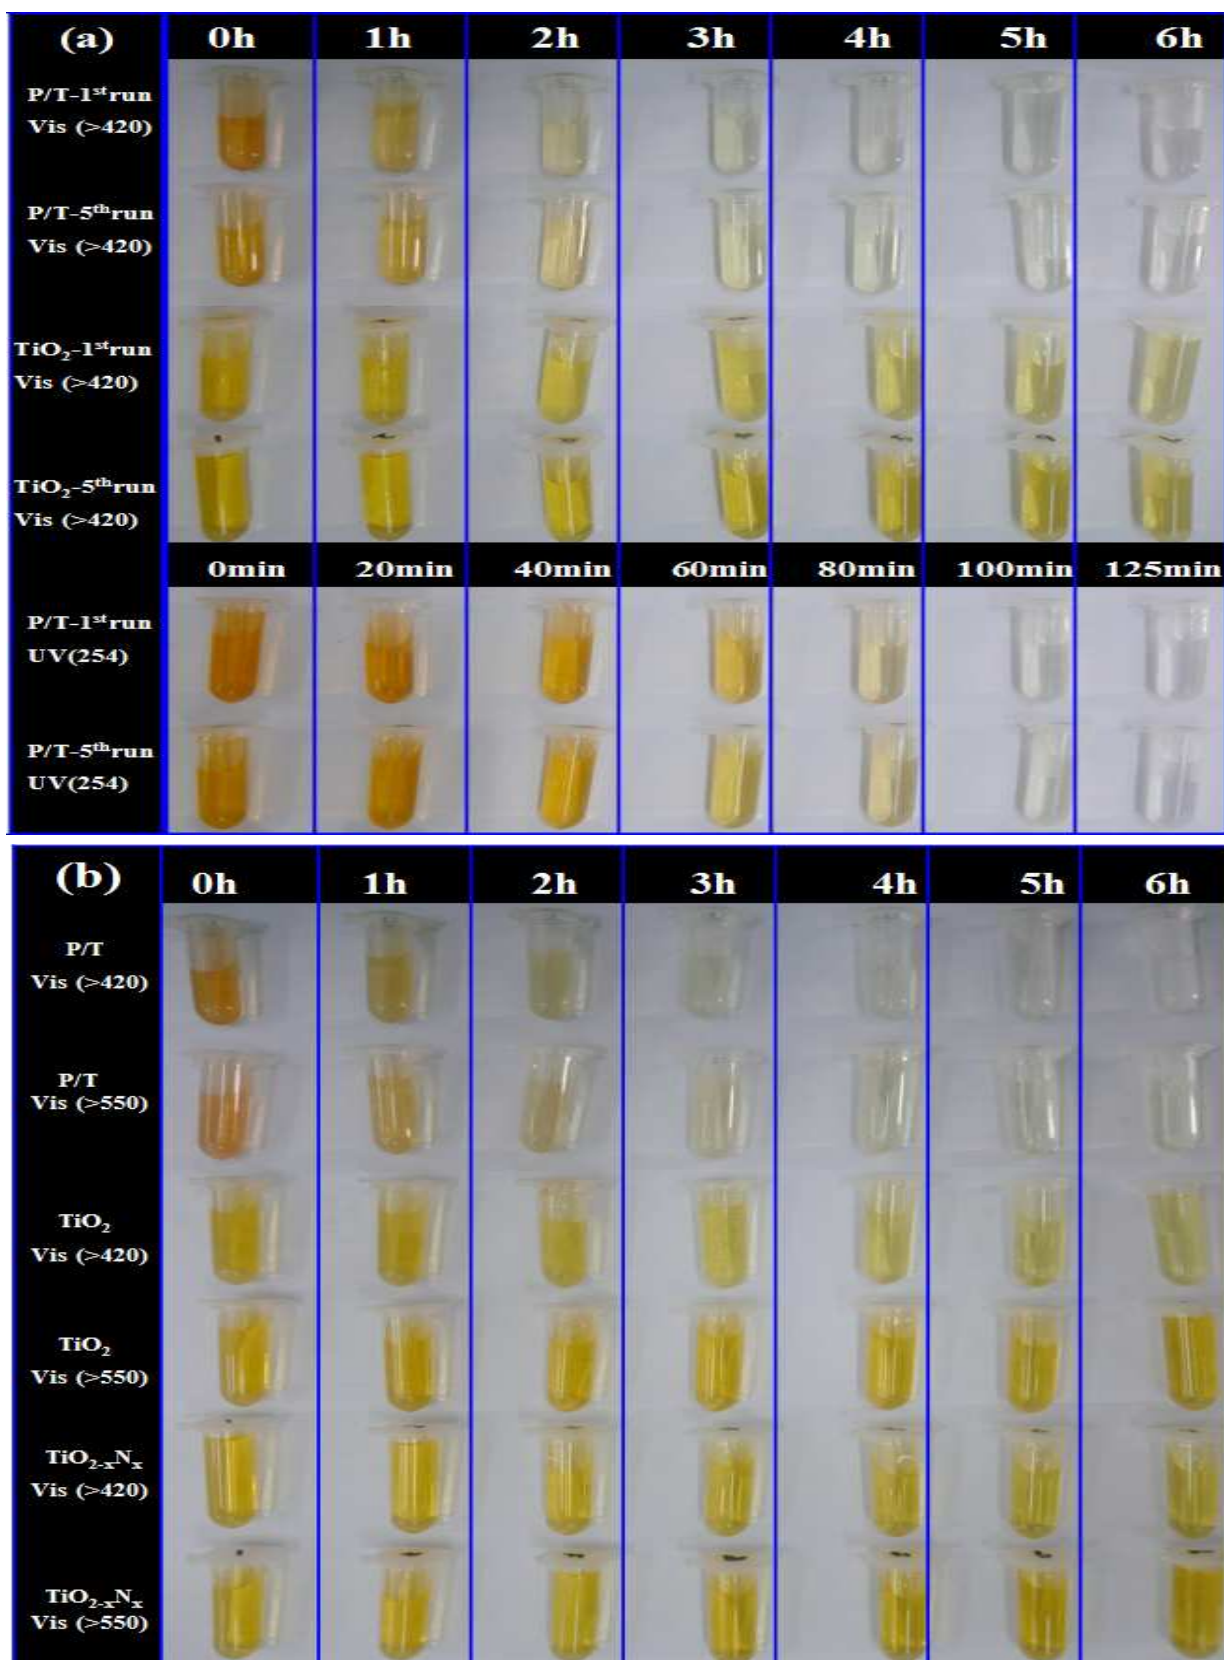 (a) 0h 1h 2h 3h 4h 5h 6h
P/T-1st run
Vis (>420)
P/T-5th run
Vis (>420)
TiO2-1st run
Vis (>420)
TiO2-5th run
Vis (>420)
0min 20min 40min 60min 80min 100min 125min
P/T-1st run
UV(254)
P/T-5th run
UV(254)
(b) 0h 1h 2h 3h 4h 5h 6h
P/T
Vis (>420)
P/T
Vis (>550)
TiO2
Vis (>420)
TiO2
Vis (>550)
TiO2-xNx
Vis (>420)
TiO2-xNx
Vis (>550)